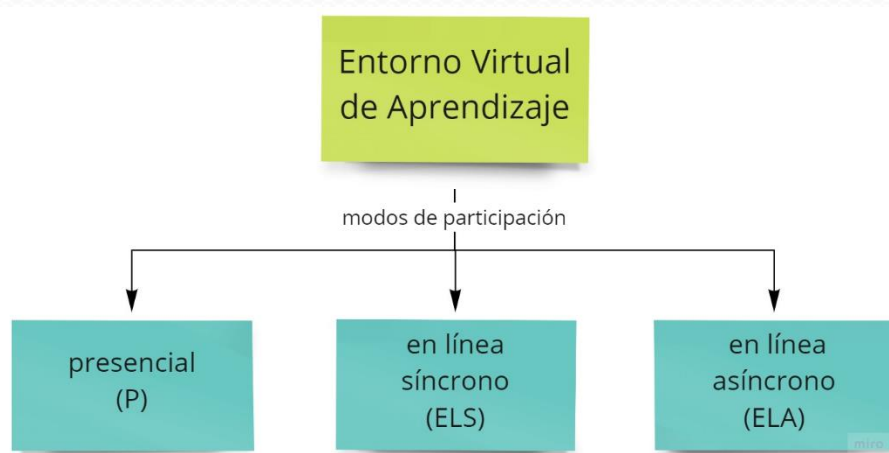 Entorno Virtual
de Aprendizaje
modos de participación
presencial
(P)
en línea
síncrono
(ELS)
en línea
asíncrono
(ELA)
miro